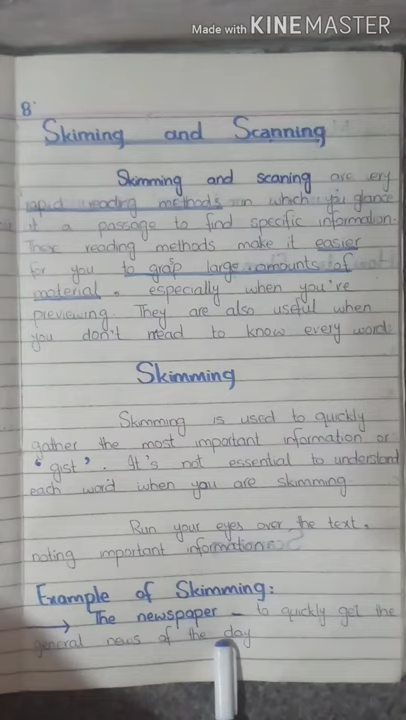 Made with KINEMASTER
8
Skiming and Scanning
Skimming and scaning are very
rapid reading methods in which you glance
at a passage to find specific information.
These reading methods make it easier
for you to grasp large amounts of
material, especially when you're
previewing. They are also useful when
you don't need to know every word.
Skimming
Skimming is used to quickly
gather the most important information or
'gist'. It's not essential to understand
each word when you are skimming.
Run your eyes over the text,
noting important information.
Example of Skimming:
→ The newspaper - to quickly get the
general news of the day